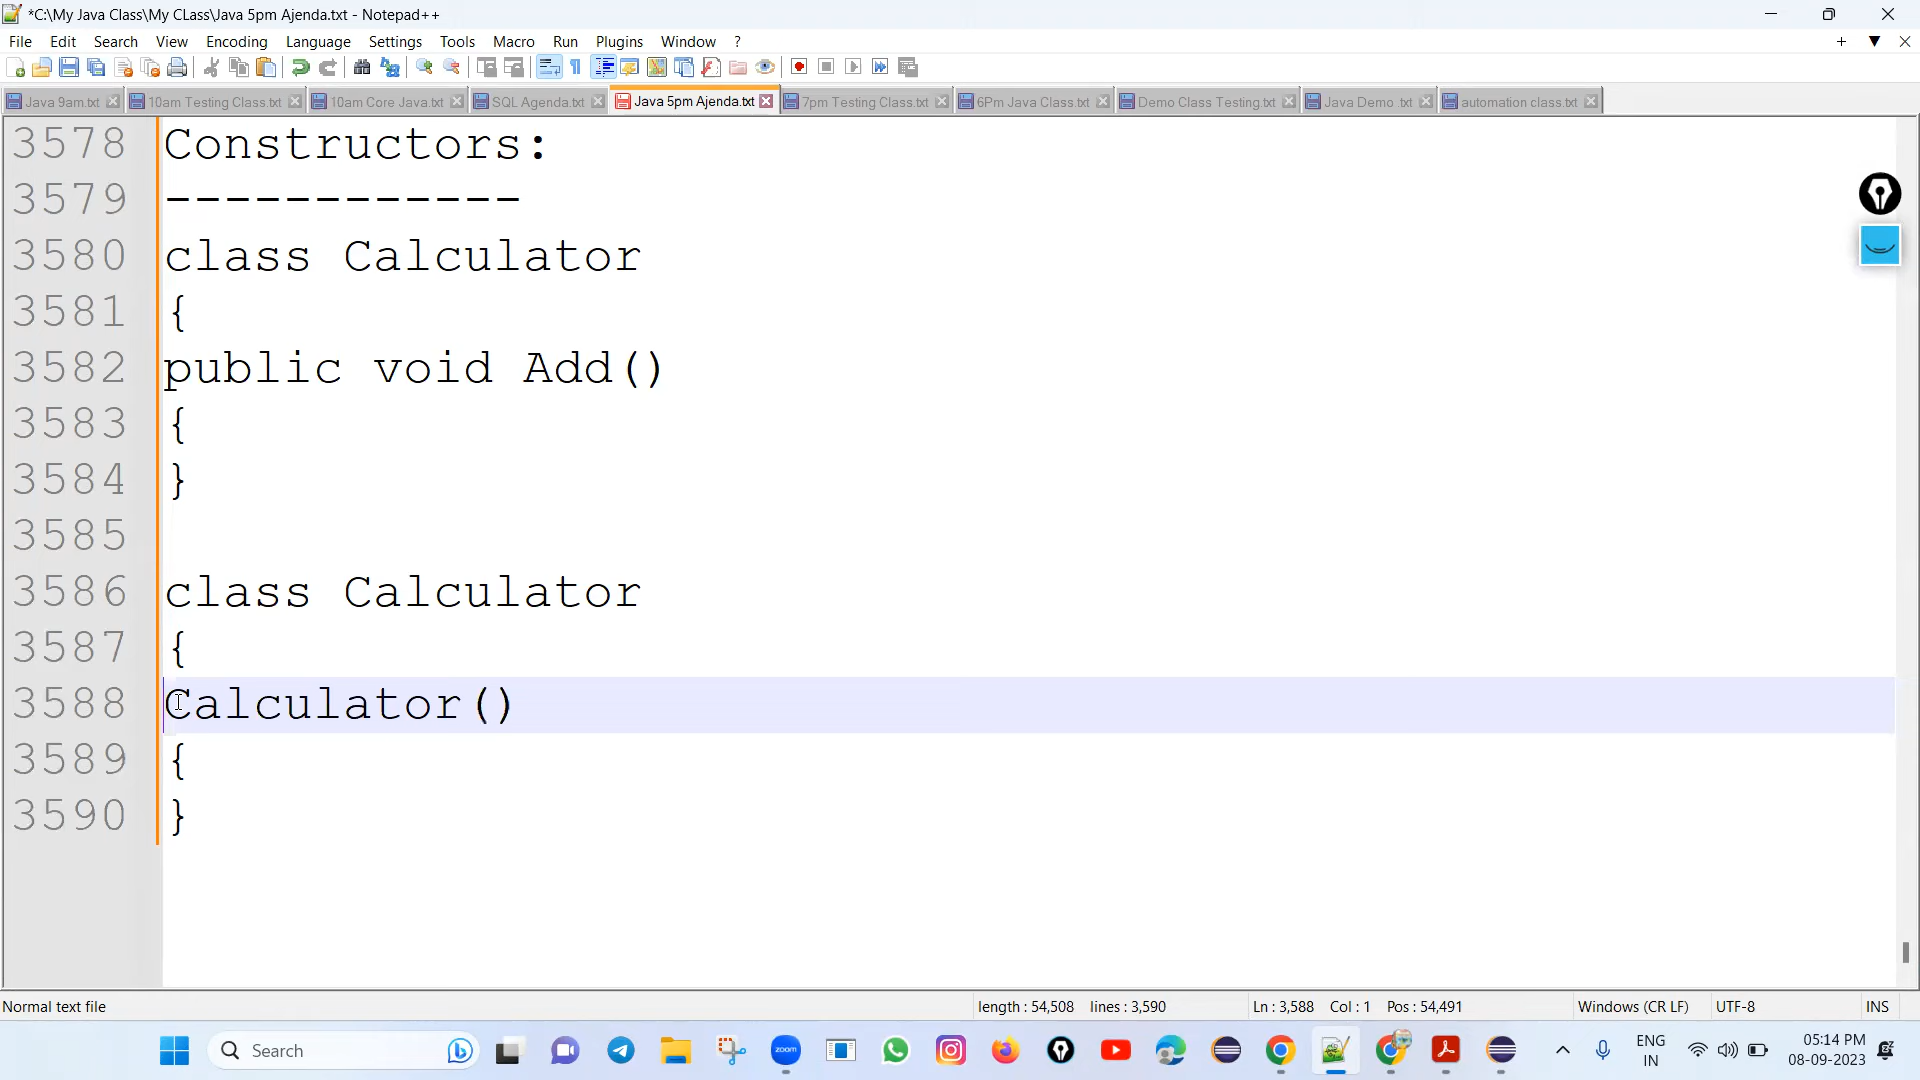 *C:\My Java Class\My CLass\Java 5pm Ajenda.txt - Notepad++
File Edit Search View Encoding Language Settings Tools Macro Run Plugins Window ?
Java 9am.txt 10am Testing Class.txt 10am Core Java.txt SQL Agenda.txt Java 5pm Ajenda.txt 7pm Testing Class.txt 6Pm Java Class.txt Demo Class Testing.txt Java Demo .txt automation class.txt
3578 Constructors:
3579 ------------
3580 class Calculator
3581 {
3582 public void Add()
3583 {
3584 }
3585
3586 class Calculator
3587 {
3588 Calculator()
3589 {
3590 }
Normal text file length : 54,508 lines : 3,590 Ln : 3,588 Col : 1 Pos : 54,491 Windows (CR LF) UTF-8 INS
Search zoom ENG IN 05:14 PM
08-09-2023